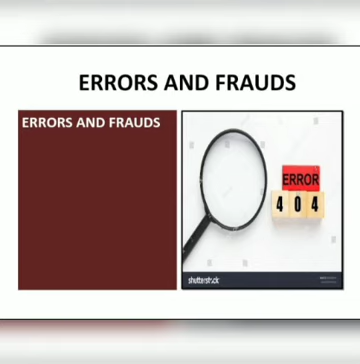 ERRORS AND FRAUDS
ERRORS AND FRAUDS
ERROR
4 0 4
shutterstock